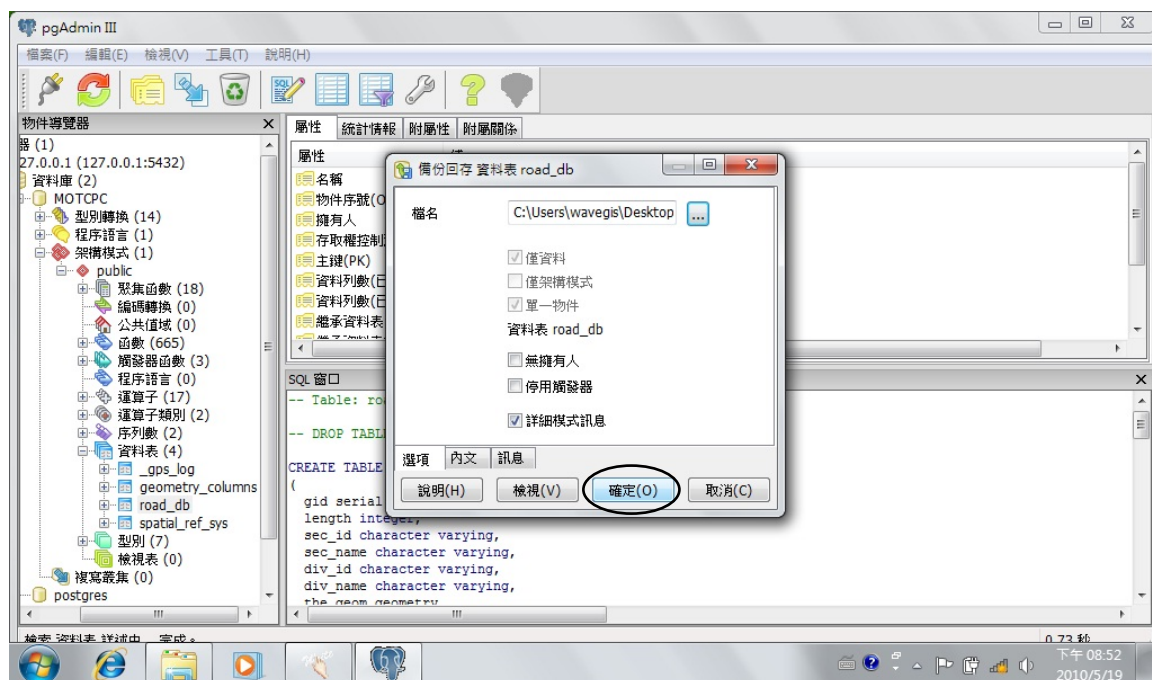 pgAdmin III
檔案(F) 編輯(E) 檢視(V) 工具(T) 說明(H)
物件導覽器
器 (1)
27.0.0.1 (127.0.0.1:5432)
資料庫 (2)
MOTCPC
型別轉換 (14)
程序語言 (1)
架構模式 (1)
public
聚集函數 (18)
編碼轉換 (0)
公共值域 (0)
函數 (665)
觸發器函數 (3)
程序語言 (0)
運算子 (17)
運算子類別 (2)
序列數 (2)
資料表 (4)
_gps_log
geometry_columns
road_db
spatial_ref_sys
型別 (7)
檢視表 (0)
複寫叢集 (0)
postgres
屬性 統計情報 附屬性 附屬關係
屬性
名稱
物件序號(O
擁有人
存取權控制
主鍵(PK)
資料列數(已
資料列數(已
繼承資料表
SQL 窗口
-- Table: ro
-- DROP TABL
CREATE TABLE
(
gid serial
length integer,
sec_id character varying,
sec_name character varying,
div_id character varying,
div_name character varying,
the_geom geometry
備份回存 資料表 road_db
檔名 C:\Users\wavegis\Desktop ...
僅資料
僅架構模式
單一物件
資料表 road_db
無擁有人
停用觸發器
詳細模式訊息
選項 內文 訊息
說明(H) 檢視(V) 確定(O) 取消(C)
檢索 資料表 詳述中... 完成。
0.73 秒
下午 08:52
2010/5/19